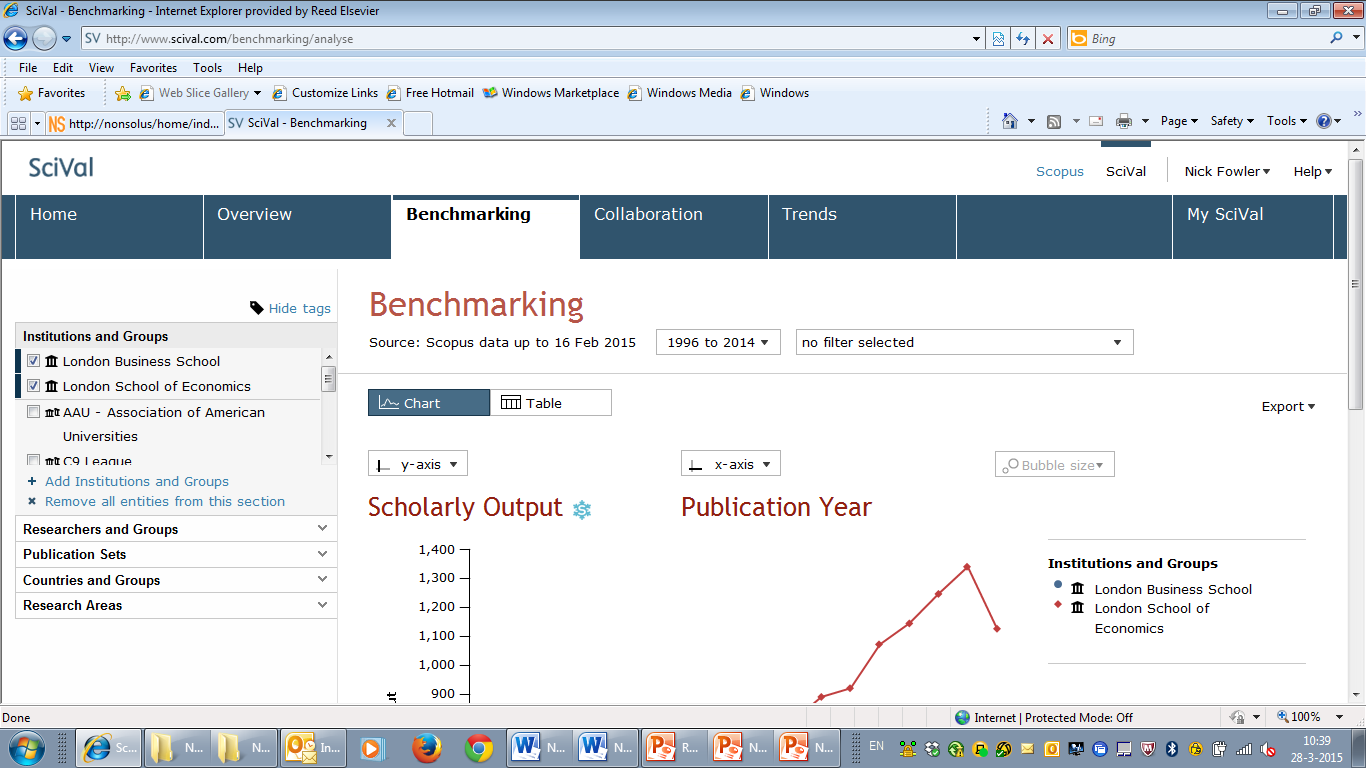 SciVal - Benchmarking - Internet Explorer provided by Reed Elsevier
SV http://www.scival.com/benchmarking/analyse
Bing
File Edit View Favorites Tools Help
Favorites Web Slice Gallery Customize Links Free Hotmail Windows Marketplace Windows Media Windows
NS http://nonsolus/home/ind... SV SciVal - Benchmarking X Page Safety Tools
SciVal
Scopus SciVal Nick Fowler Help
Home Overview Benchmarking Collaboration Trends My SciVal
Hide tags
Institutions and Groups
London Business School
London School of Economics
AAU - Association of American
Universities
C9 League
Add Institutions and Groups
Remove all entities from this section
Researchers and Groups
Publication Sets
Countries and Groups
Research Areas
Benchmarking
Source: Scopus data up to 16 Feb 2015 1996 to 2014 no filter selected
Chart Table
Export
y-axis x-axis Bubble size
Scholarly Output Publication Year
1,400
1,300
1,200
1,100
1,000
900
Institutions and Groups
London Business School
London School of
Economics
Done Internet | Protected Mode: Off 100%
Sc... N... N... In... N... N... R... N... N... EN
10:39
28-3-2015